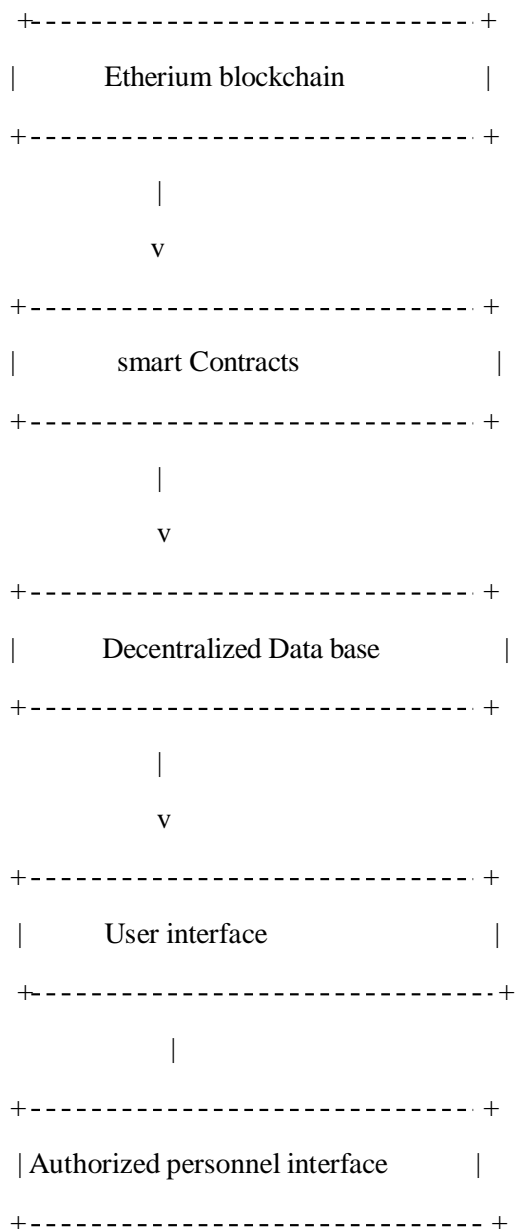 +--------------------------------+
| Etherium blockchain |
+--------------------------------+
|
v
+--------------------------------+
| smart Contracts |
+--------------------------------+
|
v
+--------------------------------+
| Decentralized Data base |
+--------------------------------+
|
v
+--------------------------------+
| User interface |
+---------------------------------+
|
+--------------------------------+
| Authorized personnel interface |
+---------------------------------+